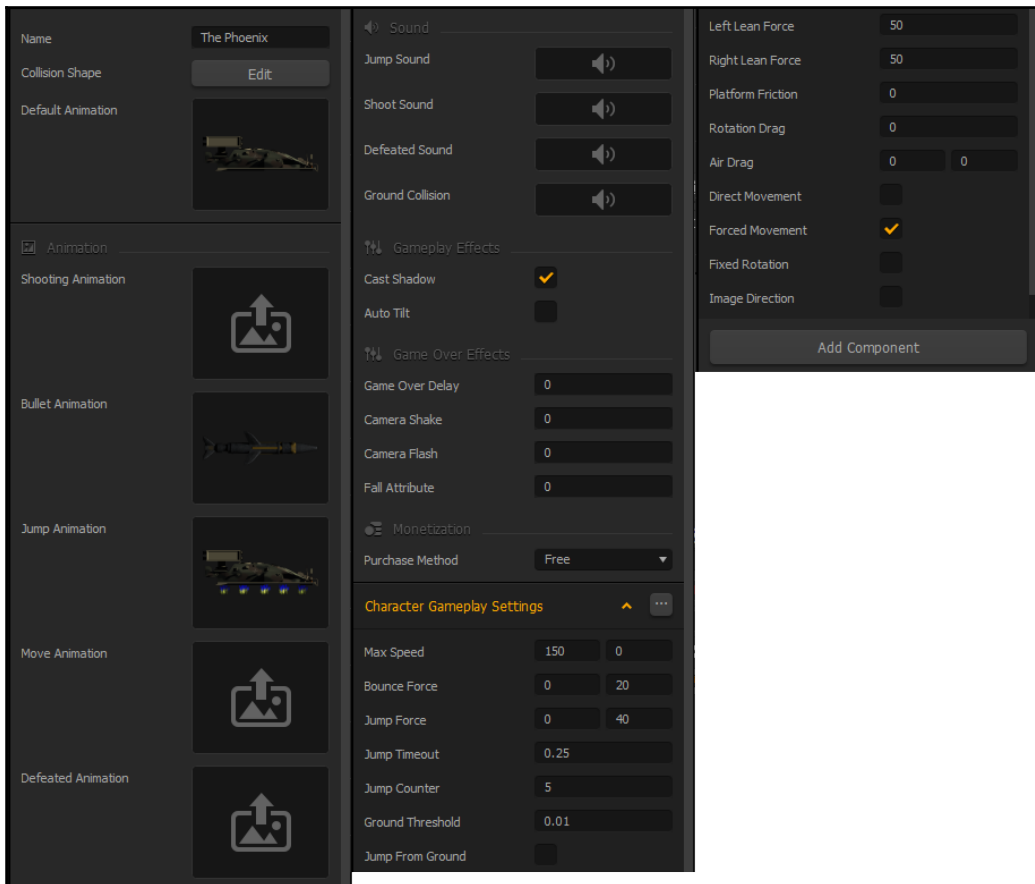 Name The Phoenix
Collision Shape Edit
Default Animation
Animation
Shooting Animation
Bullet Animation
Jump Animation
Move Animation
Defeated Animation
Sound
Jump Sound
Shoot Sound
Defeated Sound
Ground Collision
Gameplay Effects
Cast Shadow
Auto Tilt
Game Over Effects
Game Over Delay 0
Camera Shake 0
Camera Flash 0
Fall Attribute 0
Monetization
Purchase Method Free
Character Gameplay Settings
Max Speed 150 0
Bounce Force 0 20
Jump Force 0 40
Jump Timeout 0.25
Jump Counter 5
Ground Threshold 0.01
Jump From Ground
Left Lean Force 50
Right Lean Force 50
Platform Friction 0
Rotation Drag 0
Air Drag 0 0
Direct Movement
Forced Movement
Fixed Rotation
Image Direction
Add Component